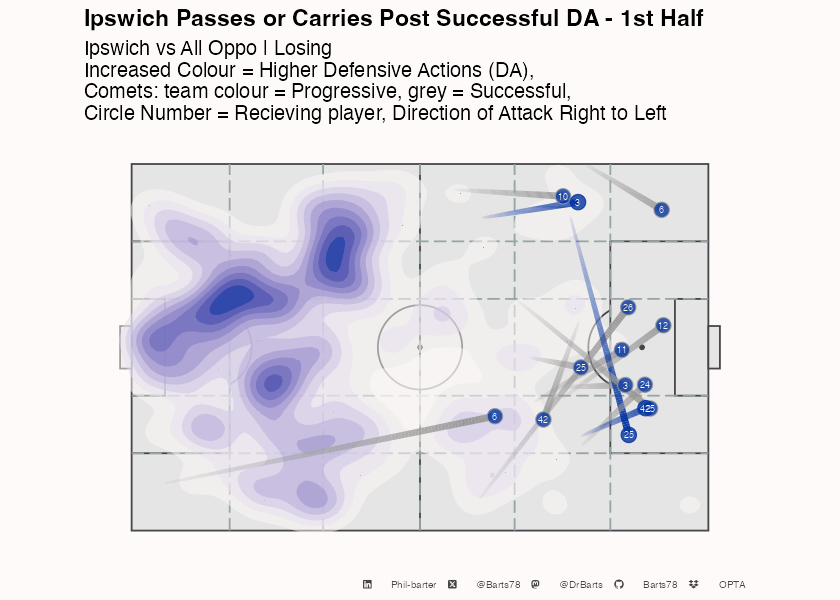 Ipswich Passes or Carries Post Successful DA - 1st Half
Ipswich vs All Oppo I Losing
Increased Colour = Higher Defensive Actions (DA),
Comets: team colour = Progressive, grey = Successful,
Circle Number = Recieving player, Direction of Attack Right to Left
10
3
6
26
12
11
25
3
24
42
25
6
42
25
Phil-barter @Barts78 @DrBarts Barts78 OPTA